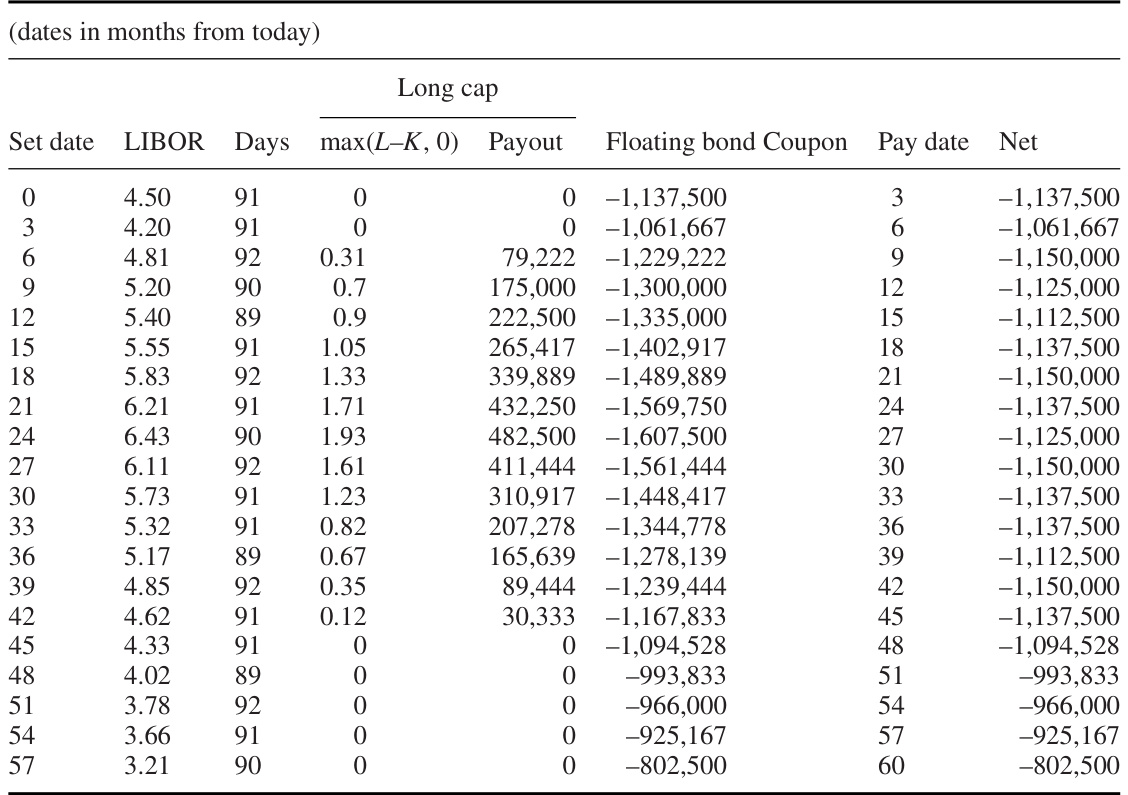 (dates in months from today)
Long cap
Set date LIBOR Days max(L–K, 0) Payout Floating bond Coupon Pay date Net
0 4.50 91 0 0 –1,137,500 3 –1,137,500
3 4.20 91 0 0 –1,061,667 6 –1,061,667
6 4.81 92 0.31 79,222 –1,229,222 9 –1,150,000
9 5.20 90 0.7 175,000 –1,300,000 12 –1,125,000
12 5.40 89 0.9 222,500 –1,335,000 15 –1,112,500
15 5.55 91 1.05 265,417 –1,402,917 18 –1,137,500
18 5.83 92 1.33 339,889 –1,489,889 21 –1,150,000
21 6.21 91 1.71 432,250 –1,569,750 24 –1,137,500
24 6.43 90 1.93 482,500 –1,607,500 27 –1,125,000
27 6.11 92 1.61 411,444 –1,561,444 30 –1,150,000
30 5.73 91 1.23 310,917 –1,448,417 33 –1,137,500
33 5.32 91 0.82 207,278 –1,344,778 36 –1,137,500
36 5.17 89 0.67 165,639 –1,278,139 39 –1,112,500
39 4.85 92 0.35 89,444 –1,239,444 42 –1,150,000
42 4.62 91 0.12 30,333 –1,167,833 45 –1,137,500
45 4.33 91 0 0 –1,094,528 48 –1,094,528
48 4.02 89 0 0 –993,833 51 –993,833
51 3.78 92 0 0 –966,000 54 –966,000
54 3.66 91 0 0 –925,167 57 –925,167
57 3.21 90 0 0 –802,500 60 –802,500